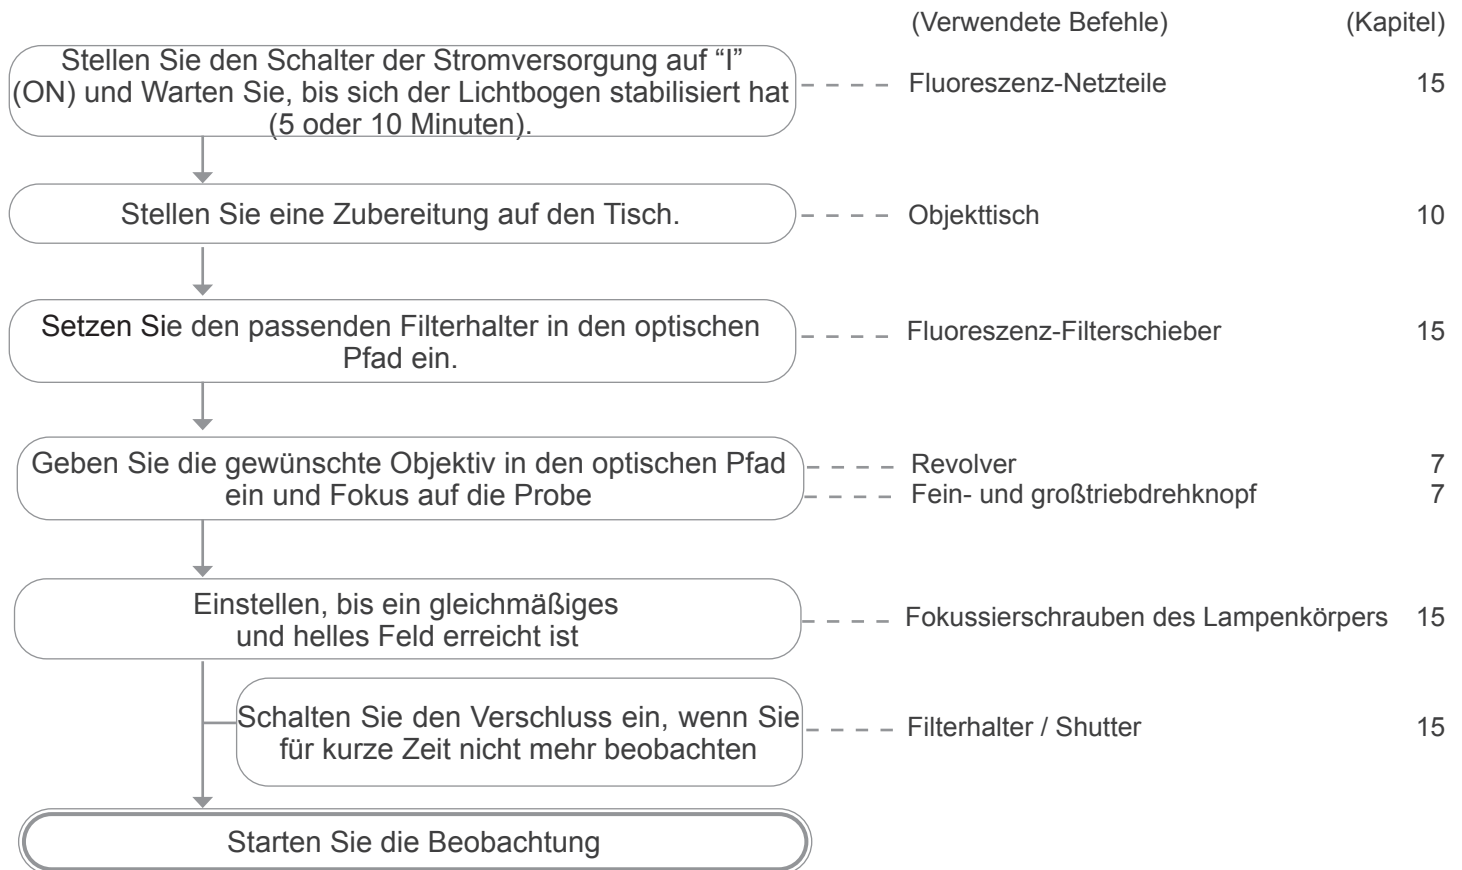 (Verwendete Befehle) (Kapitel)
Stellen Sie den Schalter der Stromversorgung auf “I”
(ON) und Warten Sie, bis sich der Lichtbogen stabilisiert hat
(5 oder 10 Minuten).
Fluoreszenz-Netzteile 15
Stellen Sie eine Zubereitung auf den Tisch.
Objekttisch 10
Setzen Sie den passenden Filterhalter in den optischen
Pfad ein.
Fluoreszenz-Filterschieber 15
Geben Sie die gewünschte Objektiv in den optischen Pfad
ein und Fokus auf die Probe
Revolver 7
Fein- und großtriebdrehknopf 7
Einstellen, bis ein gleichmäßiges
und helles Feld erreicht ist
Fokussierschrauben des Lampenkörpers 15
Schalten Sie den Verschluss ein, wenn Sie
für kurze Zeit nicht mehr beobachten
Filterhalter / Shutter 15
Starten Sie die Beobachtung